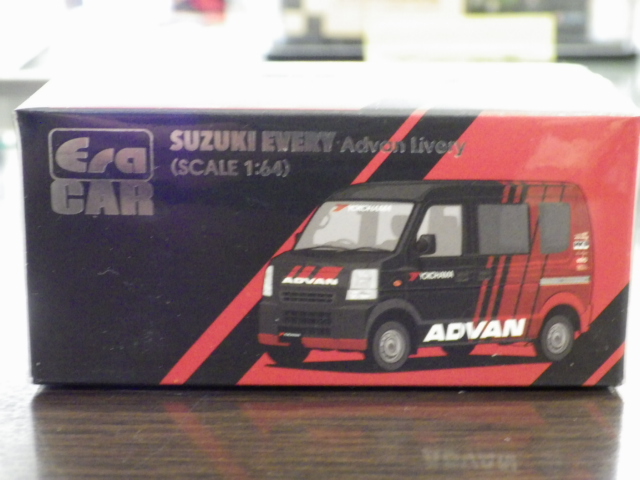 Era
CAR
SUZUKI EVERY Advan Livery
(SCALE 1:64)
YOKOHAMA
ADVAN
YOKOHAMA
ADVAN